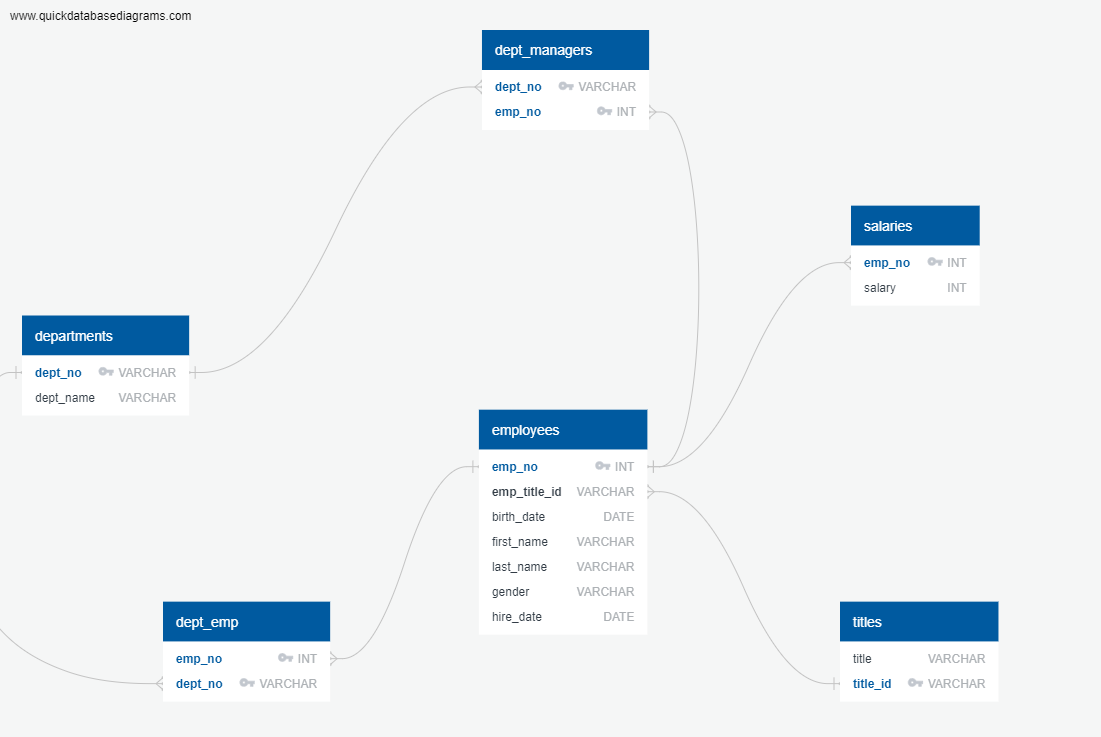 www.quickdatabasediagrams.com
dept_managers
dept_no VARCHAR
emp_no INT
salaries
emp_no INT
salary INT
departments
dept_no VARCHAR
dept_name VARCHAR
employees
emp_no INT
emp_title_id VARCHAR
birth_date DATE
first_name VARCHAR
last_name VARCHAR
gender VARCHAR
hire_date DATE
dept_emp
emp_no INT
dept_no VARCHAR
titles
title VARCHAR
title_id VARCHAR